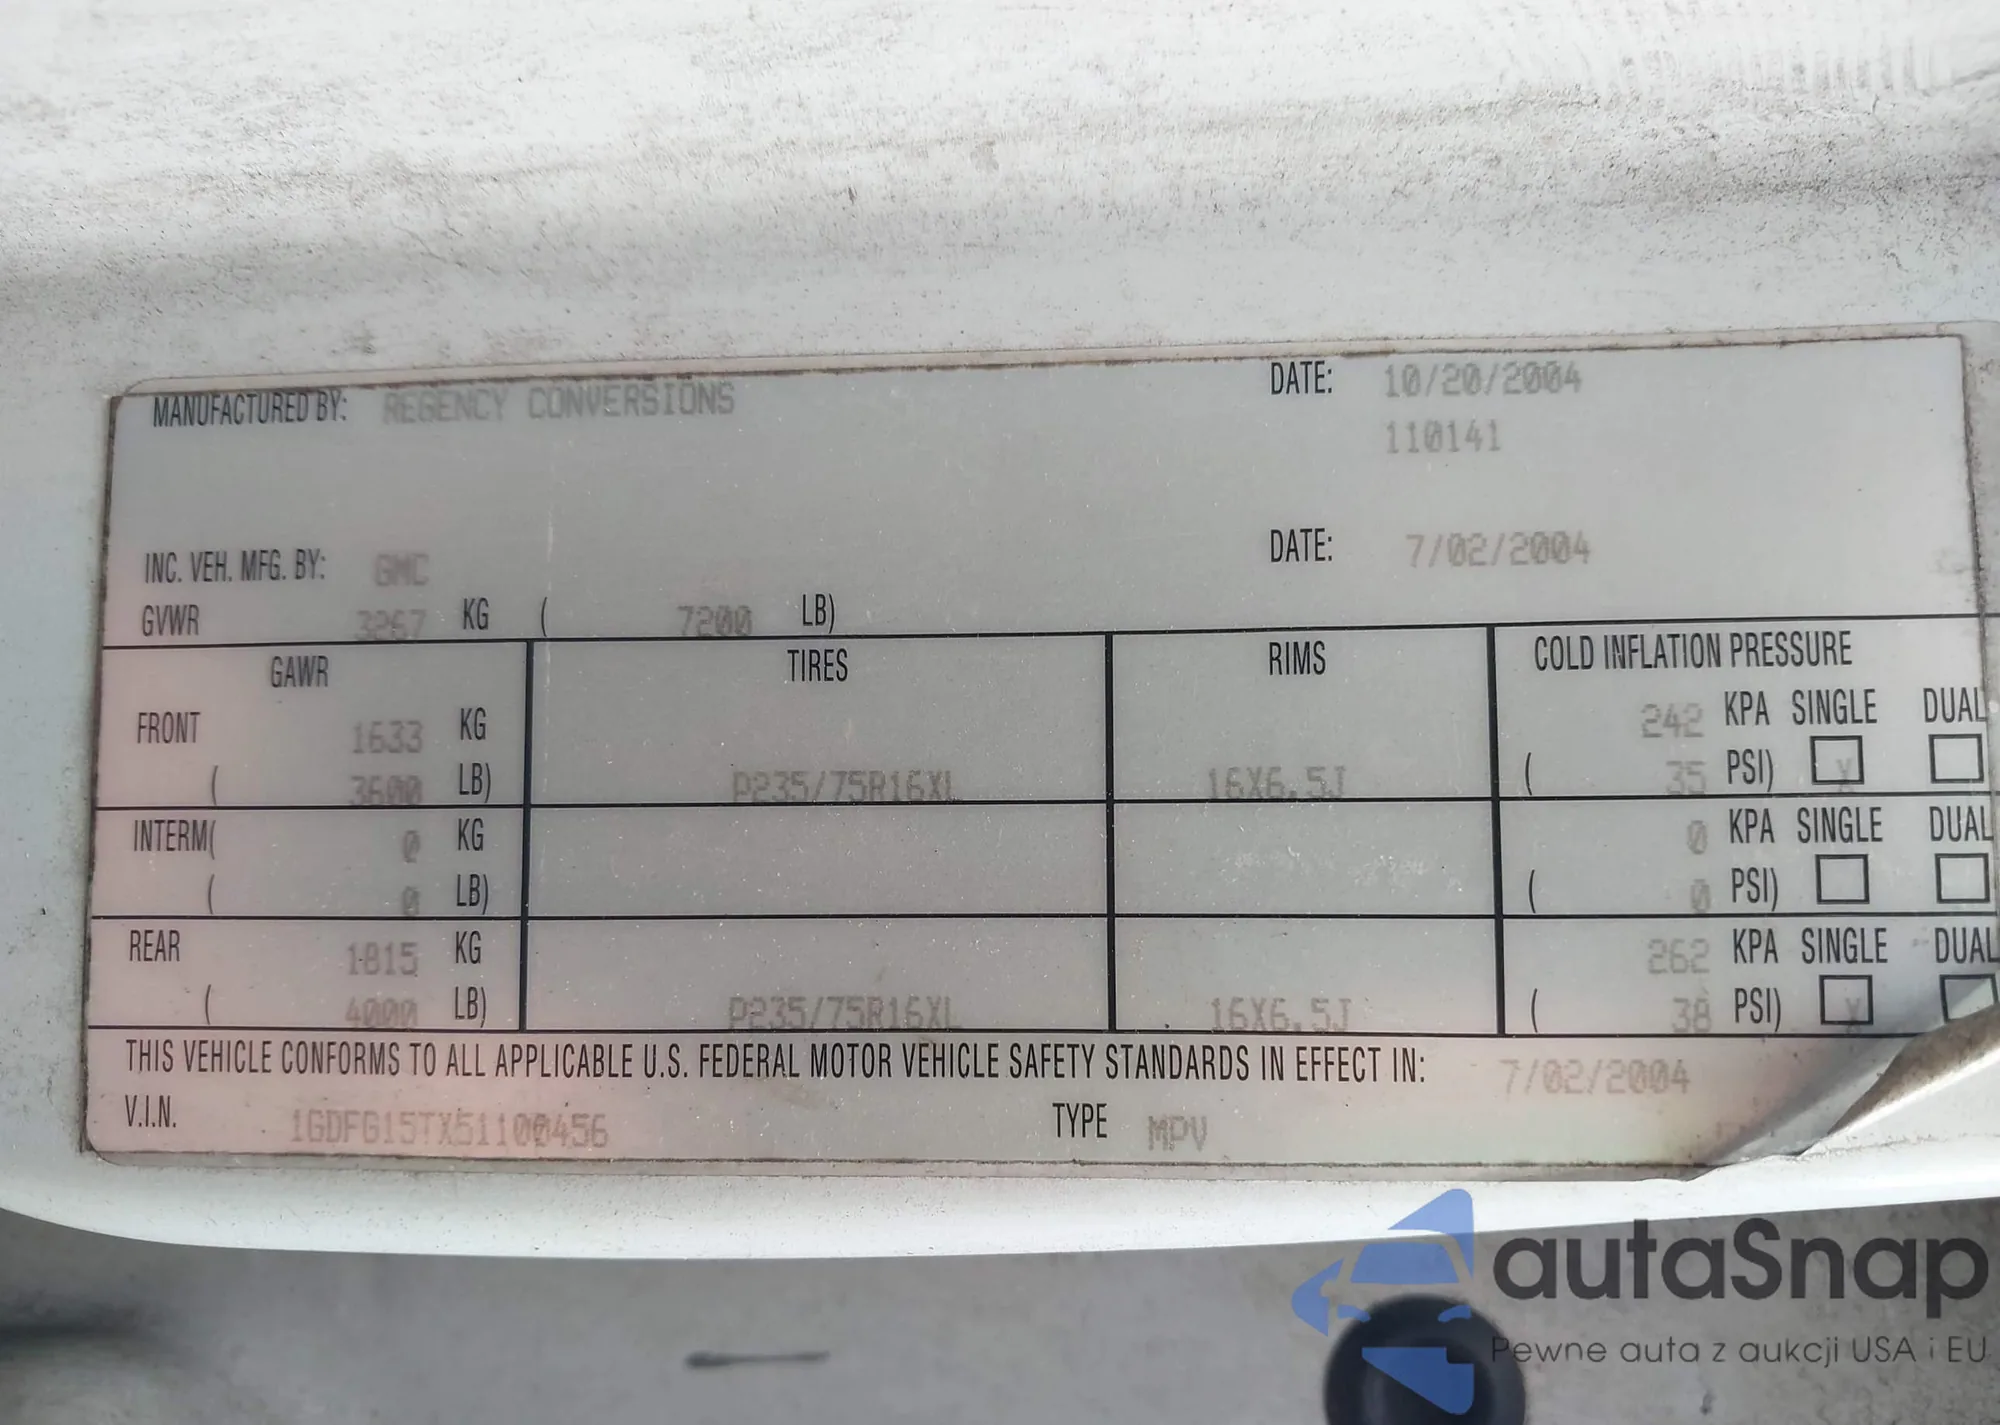 MANUFACTURED BY: REGENCY CONVERSIONS DATE: 10/20/2004
110141
INC. VEH. MFG. BY: GMC DATE: 7/02/2004
GVWR 3267 KG ( 7200 LB)
GAWR TIRES RIMS COLD INFLATION PRESSURE
FRONT 1633 KG 242 KPA SINGLE DUAL
( 3600 LB) P235/75R16XL 16X6.5J ( 35 PSI) X
INTERM( 0 KG 0 KPA SINGLE DUAL
( 0 LB) ( 0 PSI)
REAR 1815 KG 262 KPA SINGLE DUAL
( 4000 LB) P235/75R16XL 16X6.5J ( 38 PSI) X
THIS VEHICLE CONFORMS TO ALL APPLICABLE U.S. FEDERAL MOTOR VEHICLE SAFETY STANDARDS IN EFFECT IN: 7/02/2004
V.I.N. 1GDFG15TX51100456 TYPE MPV
autaSnap
Pewne auta z aukcji USA i EU